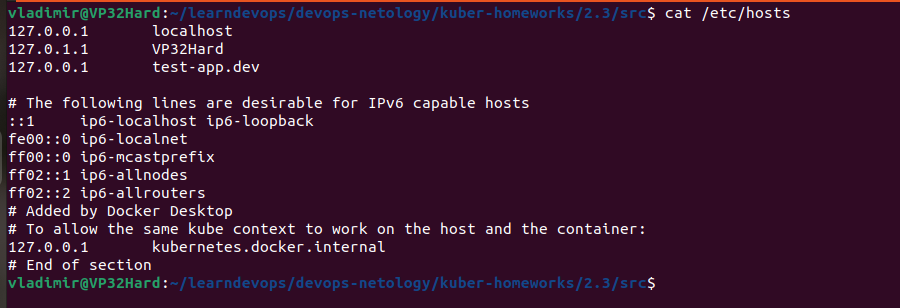 vladimir@VP32Hard:~/learndevops/devops-netology/kuber-homeworks/2.3/src$ cat /etc/hosts
127.0.0.1       localhost
127.0.1.1       VP32Hard
127.0.0.1       test-app.dev

# The following lines are desirable for IPv6 capable hosts
::1     ip6-localhost ip6-loopback
fe00::0 ip6-localnet
ff00::0 ip6-mcastprefix
ff02::1 ip6-allnodes
ff02::2 ip6-allrouters
# Added by Docker Desktop
# To allow the same kube context to work on the host and the container:
127.0.0.1       kubernetes.docker.internal
# End of section
vladimir@VP32Hard:~/learndevops/devops-netology/kuber-homeworks/2.3/src$